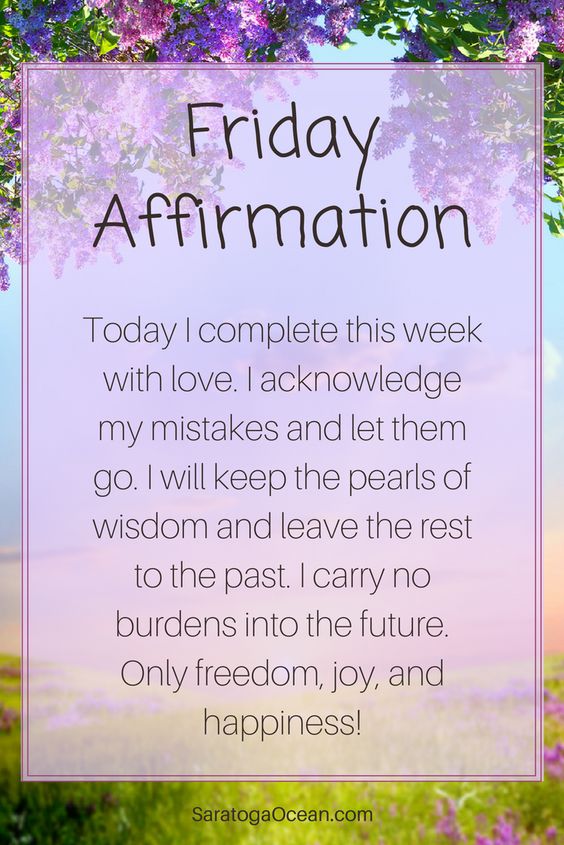 Friday
Affirmation
Today I complete this week
with love. I acknowledge
my mistakes and let them
go. I will keep the pearls of
wisdom and leave the rest
to the past. I carry no
burdens into the future.
Only freedom, joy, and
happiness!
SaratogaOcean.com